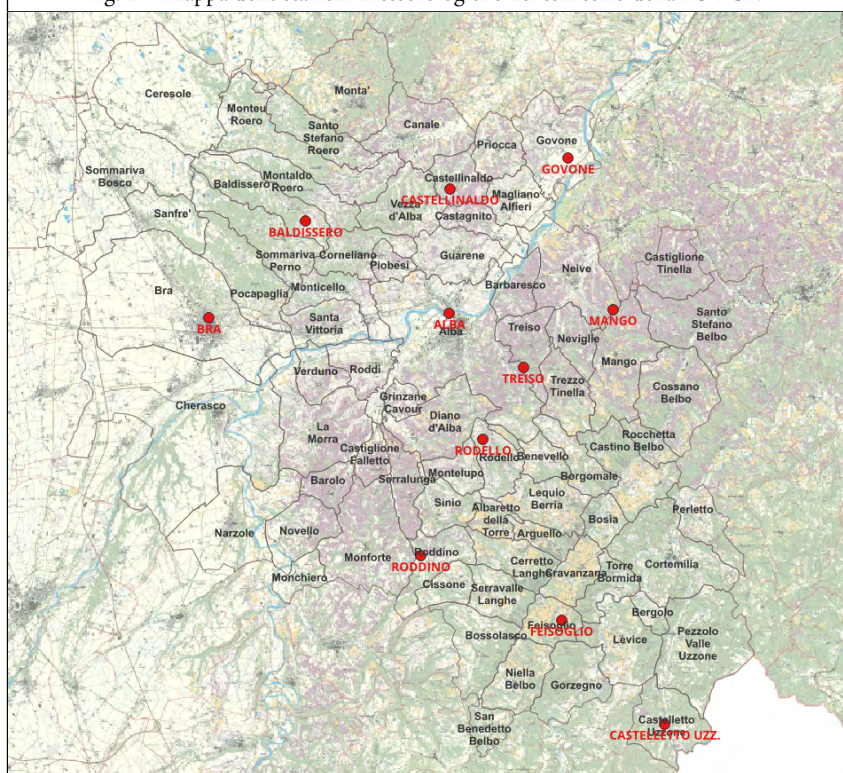 Ceresole
Monta'
Monteu
Roero
Santo
Stefano
Roero
Canale
Priocca
Govone
GOVONE
Sommariva
Bosco
Baldissero
Montaldo
Roero
Castellinaldo
CASTELLINALDO
Vezza
d'Alba
Castagnito
Magliano
Alfieri
Sanfre'
BALDISSERO
Sommariva
Perno
Corneliano
Piobesi
Guarene
Castiglione
Tinella
Neive
Barbaresco
Bra
BRA
Pocapaglia
Monticello
Santa
Vittoria
ALBA
Alba
Treiso
TREISO
MANGO
Neviglie
Mango
Santo
Stefano
Belbo
Verduno
Roddi
Trezzo
Tinella
Cossano
Belbo
Cherasco
Grinzane
Cavour
Diano
d'Alba
La
Morra
Castiglione
Falletto
RODELLO
Rodello
Benevello
Rocchetta
Castino Belbo
Barolo
Serralunga
Montelupo
Borgomale
Sinio
Lequio
Berria
Albaretto
della
Torre
Arguello
Bosia
Perletto
Narzole
Novello
Monforte
Roddino
RODDINO
Cerretto
Langhe
Cravanzana
Torre
Bormida
Cortemilia
Monchiero
Cissone
Serravalle
Langhe
Bergolo
Feisoglio
FEISOGLIO
Bossolasco
Levice
Pezzolo
Valle
Uzzone
Niella
Belbo
Gorzegno
San
Benedetto
Belbo
Castelletto
Uzzone
CASTELLETTO UZZ.